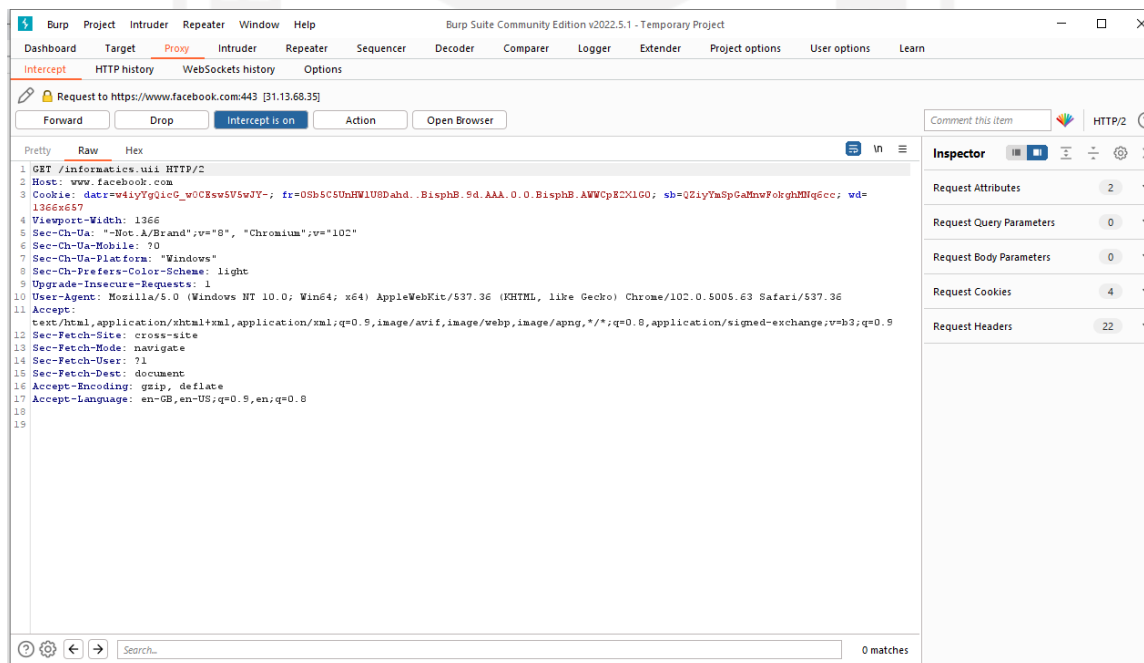 Burp Project Intruder Repeater Window Help Burp Suite Community Edition v2022.5.1 - Temporary Project
Dashboard Target Proxy Intruder Repeater Sequencer Decoder Comparer Logger Extender Project options User options Learn
Intercept HTTP history WebSockets history Options
Request to https://www.facebook.com:443 [31.13.68.35]
Forward Drop Intercept is on Action Open Browser Comment this item HTTP/2
Pretty Raw Hex \n
Inspector
1 GET /informatics.uii HTTP/2
2 Host: www.facebook.com
3 Cookie: datr=w4iyYgQicG_w0CEsw5V5wJY-; fr=0Sb5C5UnHW1U8Dahd..BisphB.9d.AAA.0.0.BisphB.AWWCpE2X1G0; sb=QZiyYmSpGaMnwFokghMNq6cc; wd=
1366x657
4 Viewport-Width: 1366
5 Sec-Ch-Ua: "-Not.A/Brand";v="8", "Chromium";v="102"
6 Sec-Ch-Ua-Mobile: ?0
7 Sec-Ch-Ua-Platform: "Windows"
8 Sec-Ch-Prefers-Color-Scheme: light
9 Upgrade-Insecure-Requests: 1
10 User-Agent: Mozilla/5.0 (Windows NT 10.0; Win64; x64) AppleWebKit/537.36 (KHTML, like Gecko) Chrome/102.0.5005.63 Safari/537.36
11 Accept:
text/html,application/xhtml+xml,application/xml;q=0.9,image/avif,image/webp,image/apng,*/*;q=0.8,application/signed-exchange;v=b3;q=0.9
12 Sec-Fetch-Site: cross-site
13 Sec-Fetch-Mode: navigate
14 Sec-Fetch-User: ?1
15 Sec-Fetch-Dest: document
16 Accept-Encoding: gzip, deflate
17 Accept-Language: en-GB,en-US;q=0.9,en;q=0.8
18
19
Request Attributes 2
Request Query Parameters 0
Request Body Parameters 0
Request Cookies 4
Request Headers 22
Search... 0 matches